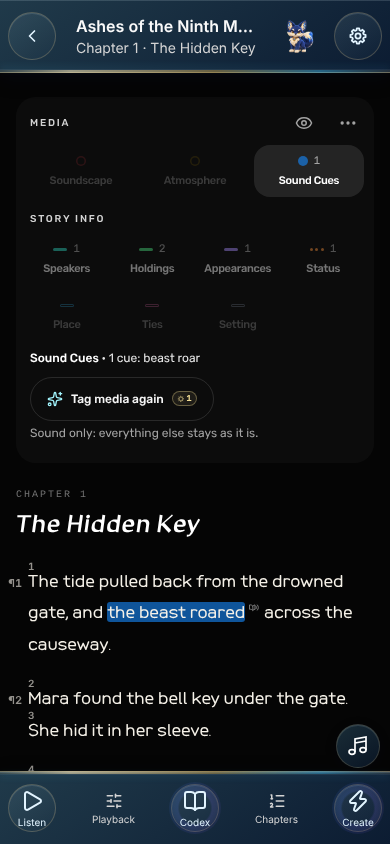 Ashes of the Ninth M...
Chapter 1 · The Hidden Key
MEDIA
1
Soundscape
Atmosphere
Sound Cues
STORY INFO
1
2
1
1
Speakers
Holdings
Appearances
Status
Place
Ties
Setting
Sound Cues • 1 cue: beast roar
Tag media again
1
Sound only: everything else stays as it is.
CHAPTER 1
The Hidden Key
1
¶1 The tide pulled back from the drowned
gate, and the beast roared across the
causeway.
2
¶2 Mara found the bell key under the gate.
3
She hid it in her sleeve.
4
Listen
Playback
Codex
Chapters
Create